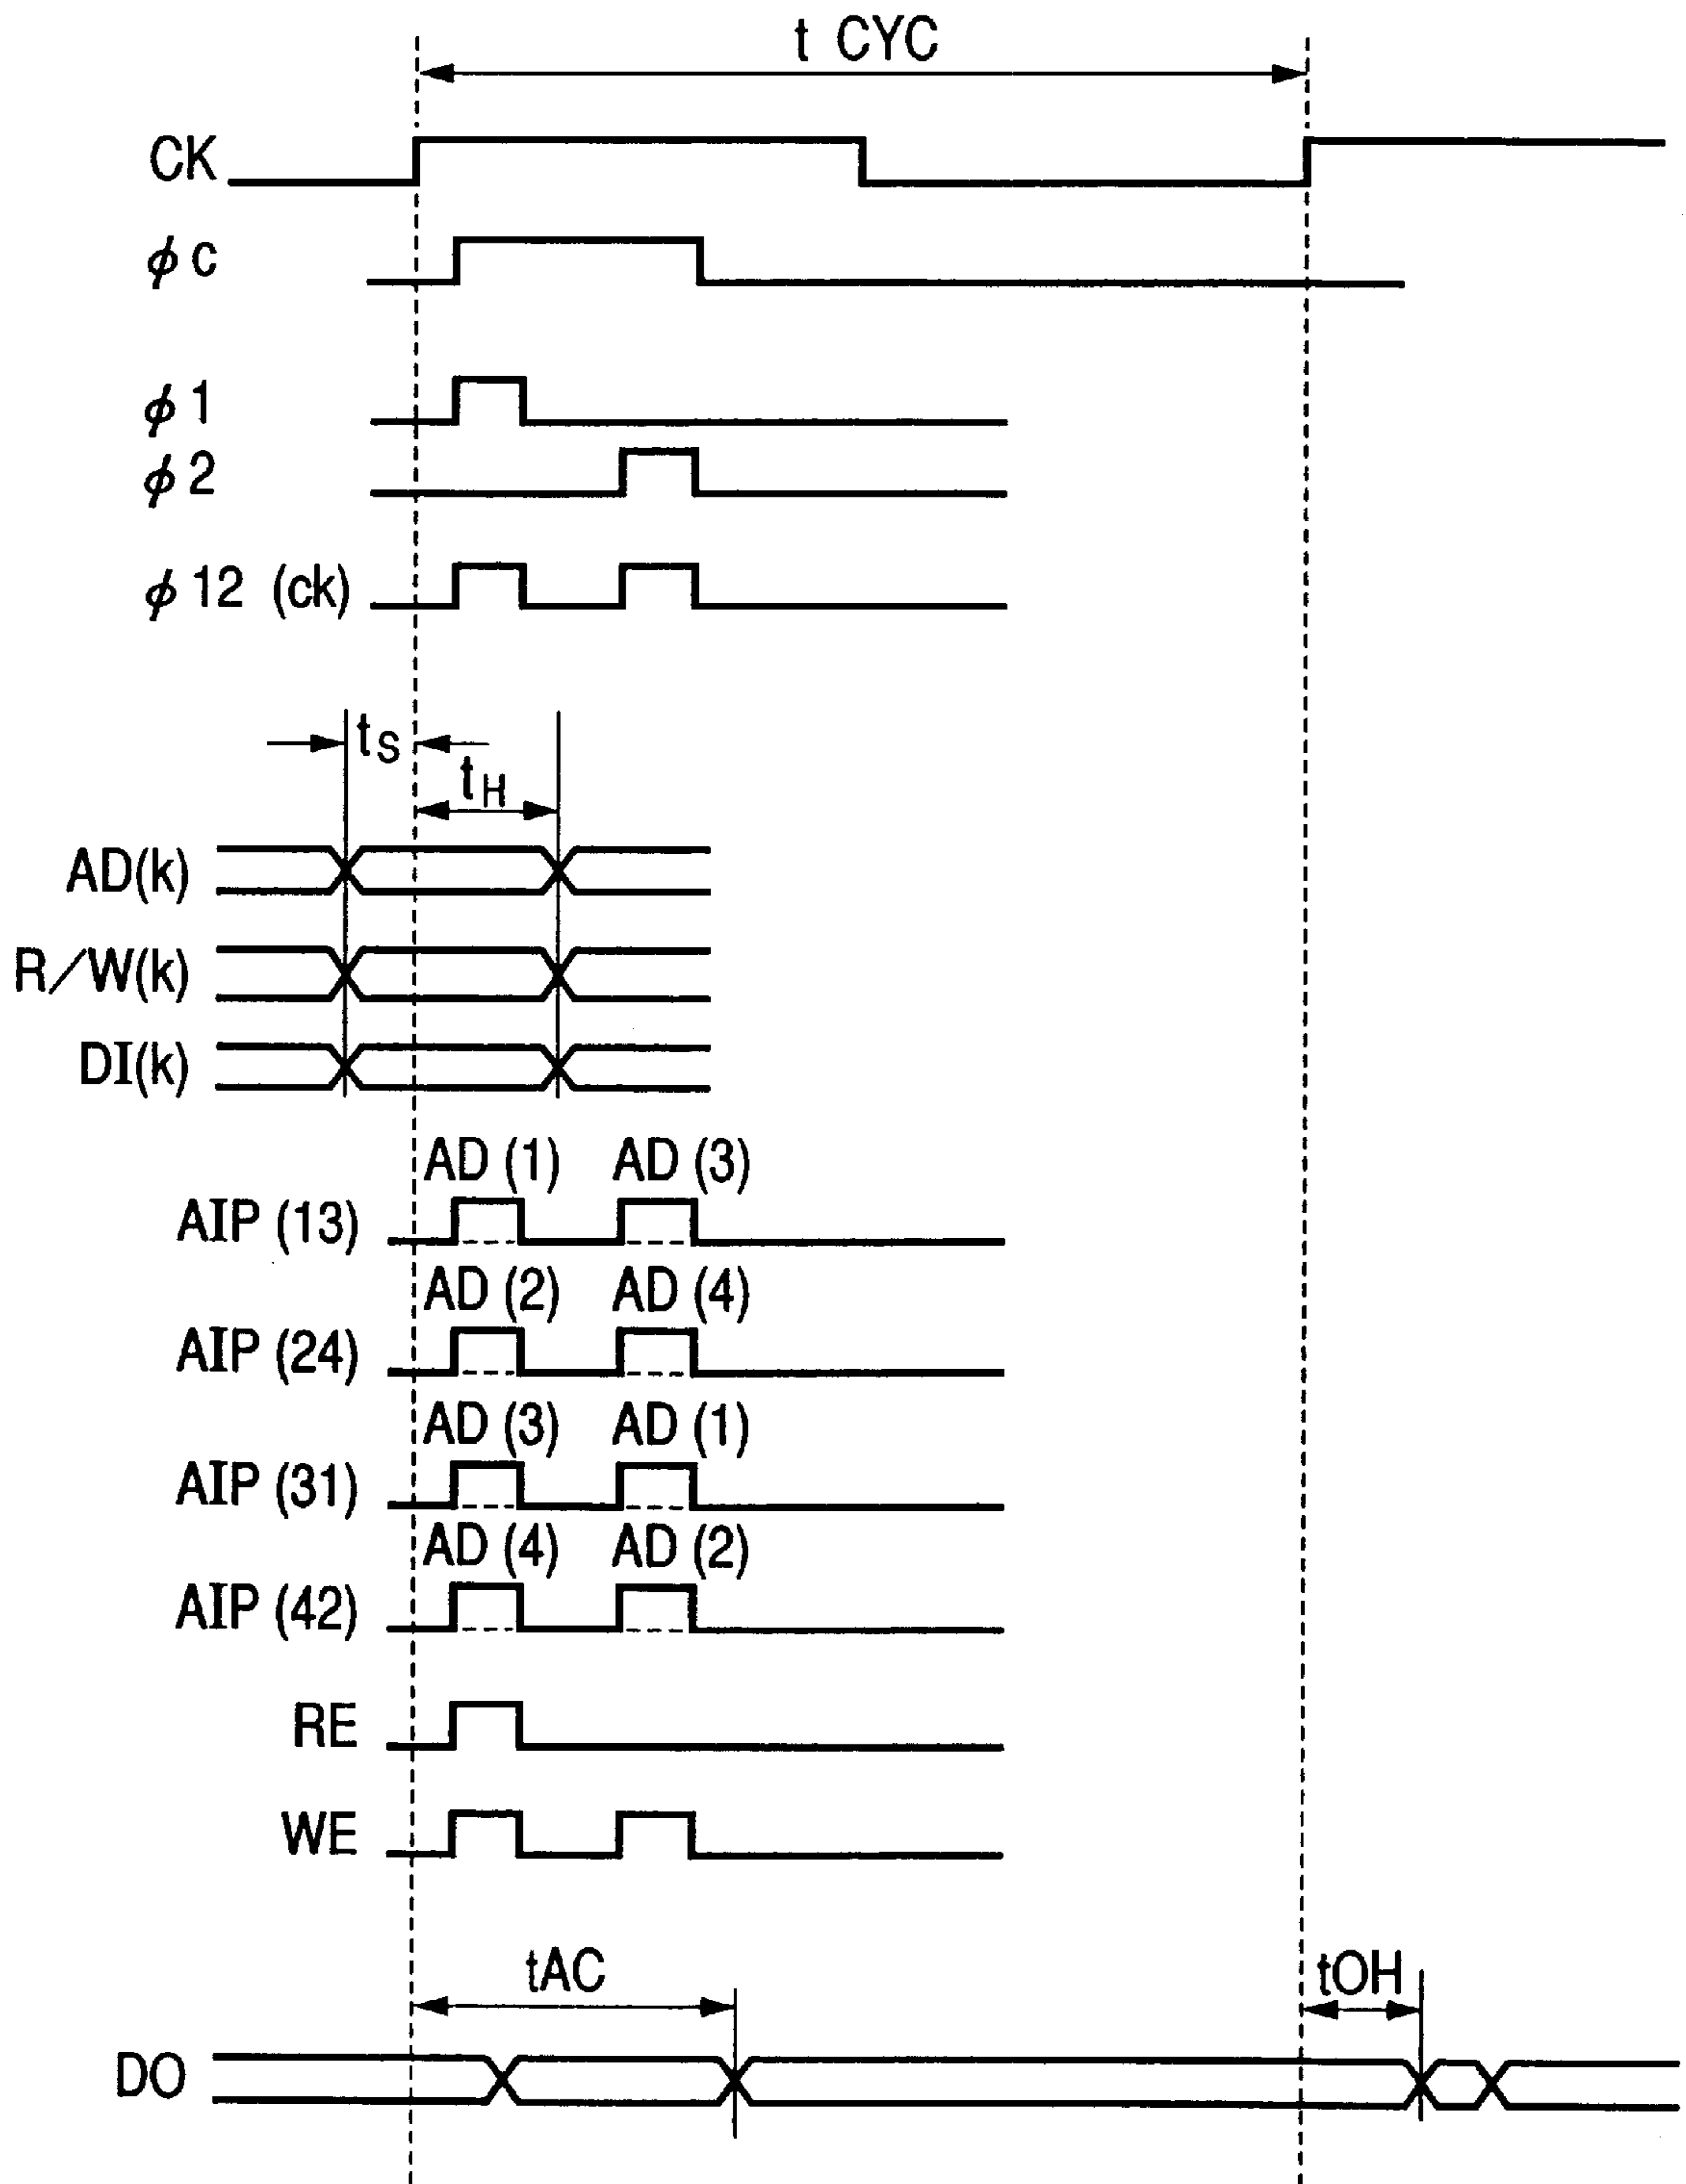 t CYC
CK
ϕc
ϕ1
ϕ2
ϕ12 (ck)
tS
tH
AD(k)
R/W(k)
DI(k)
AD (1) AD (3)
AIP (13)
AD (2) AD (4)
AIP (24)
AD (3) AD (1)
AIP (31)
AD (4) AD (2)
AIP (42)
RE
WE
tAC tOH
DO